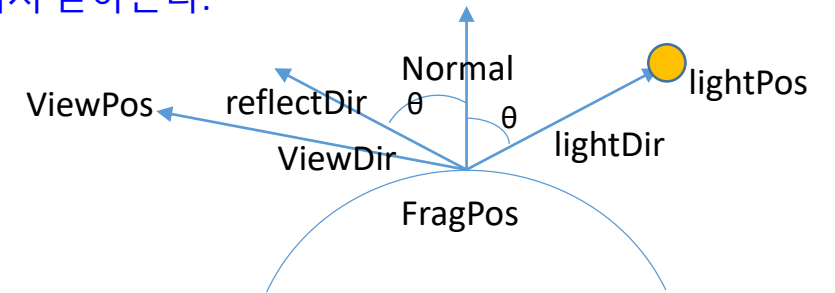 Normal
lightPos
ViewPos
reflectDir
θ
θ
ViewDir
lightDir
FragPos